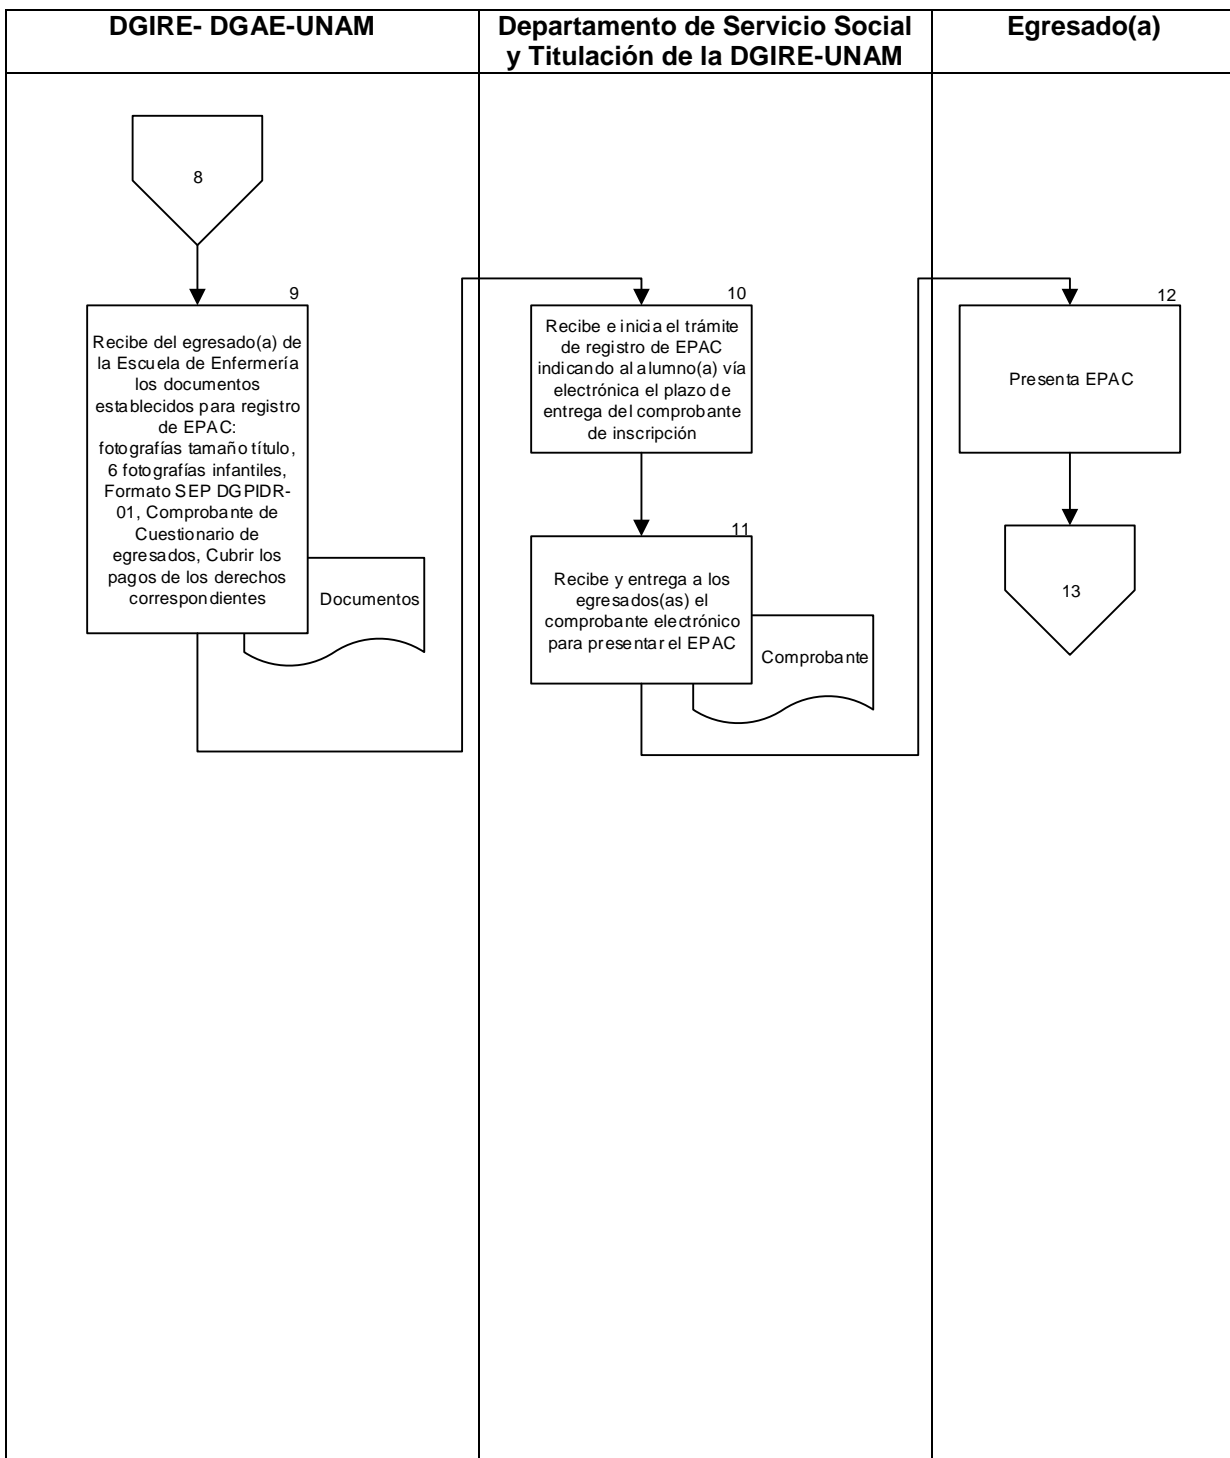 DGIRE- DGAE-UNAM
Departamento de Servicio Social
y Titulación de la DGIRE-UNAM
Egresado(a)
8
9
Recibe del egresado(a) de
la Escuela de Enfermería
los documentos
establecidos para registro
de EPAC:
fotografías tamaño título,
6 fotografías infantiles,
Formato SEP DGPIDR-
01, Comprobante de
Cuestionario de
egresados, Cubrir los
pagos de los derechos
correspondientes
Documentos
10
Recibe e inicia el trámite
de registro de EPAC
indicando al alumno(a) vía
electrónica el plazo de
entrega del comprobante
de inscripción
11
Recibe y entrega a los
egresados(as) el
comprobante electrónico
para presentar el EPAC
Comprobante
12
Presenta EPAC
13